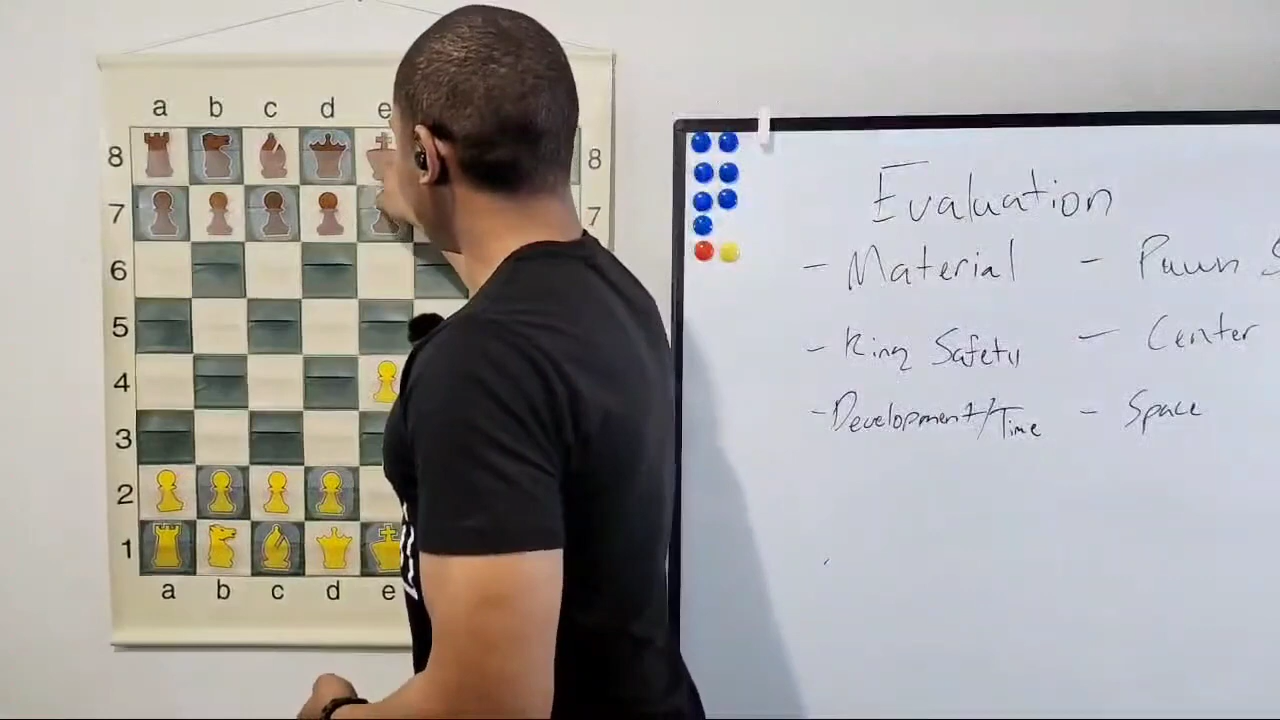 a b c d e
8 8
7 7
6
5
4
3
2
1
a b c d e
Evaluation
- Material - Pawn S
- King Safety - Center
- Development/Time - Space